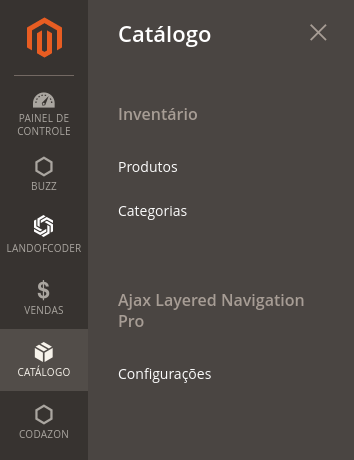 PAINEL DE
CONTROLE
BUZZ
LANDOFCODER
VENDAS
CATÁLOGO
CODAZON
Catálogo
Inventário
Produtos
Categorias
Ajax Layered Navigation
Pro
Configurações